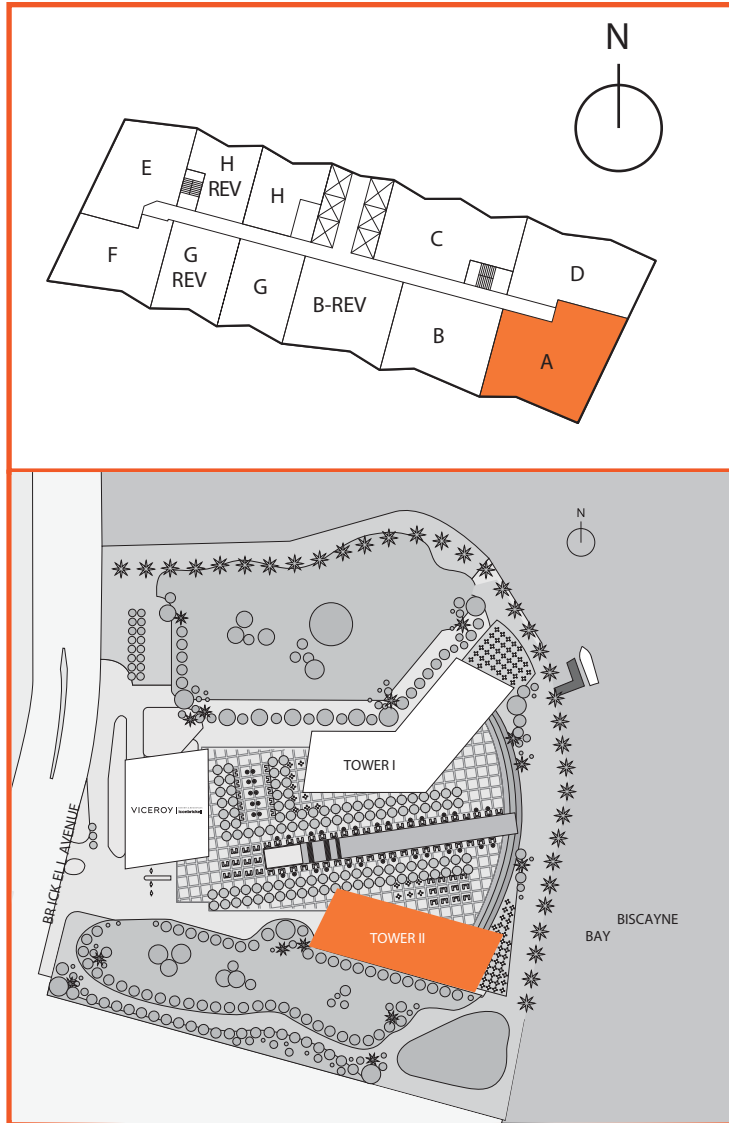 N
E
H
REV
H
C
D
F
G
REV
G
B-REV
B
A
N
TOWER I
VICEROY
BRICKELL AVENUE
BISCAYNE
BAY
TOWER II